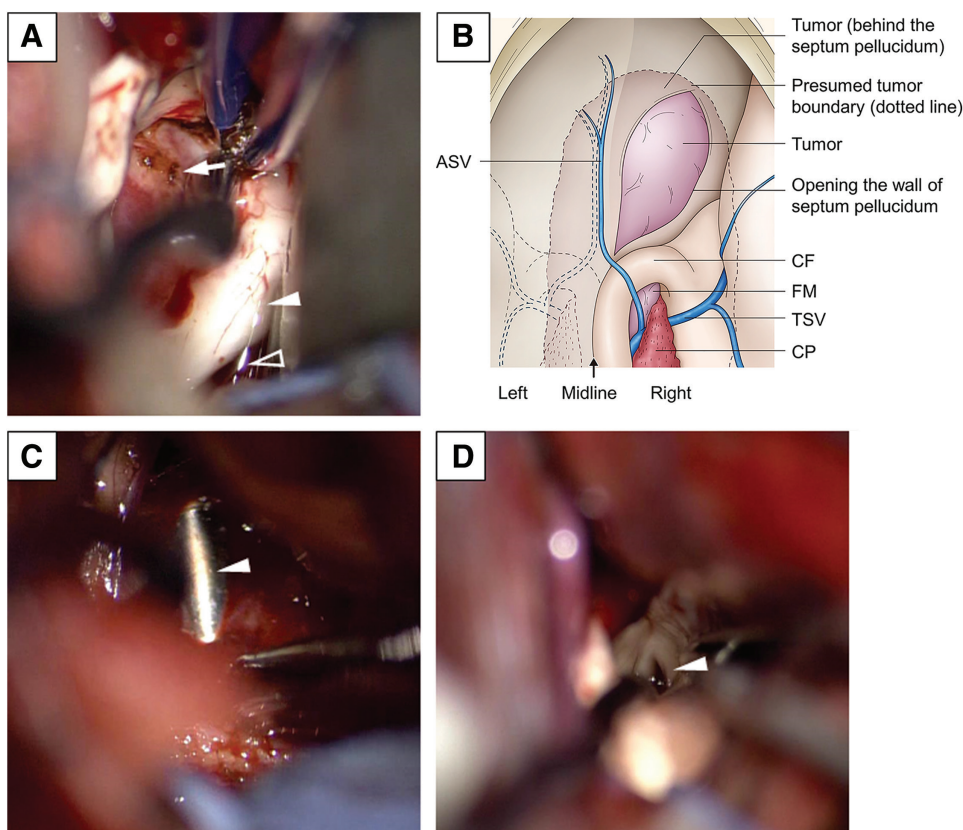 A
B
Tumor (behind the
septum pellucidum)
Presumed tumor
boundary (dotted line)
ASV
Tumor
Opening the wall of
septum pellucidum
CF
FM
TSV
CP
Left Midline Right
C
D